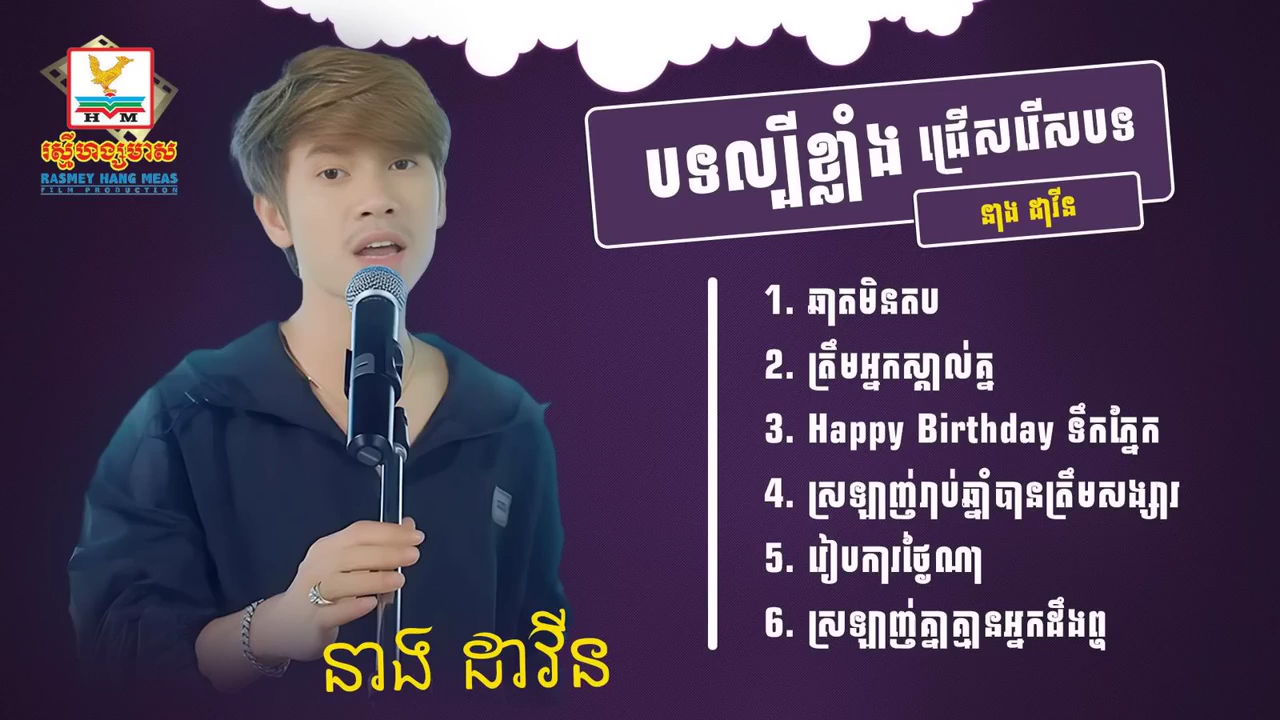 HM
រស្មីហង្សមាស
RASMEY HANG MEAS
FILM PRODUCTION
បទល្បីខ្លាំង ជ្រើសរើសបទ
នាង ដាវីន
1. ឆាតមិនតប
2. ត្រឹមអ្នកស្គាល់គ្នា
3. Happy Birthday ទឹកភ្នែក
4. ស្រឡាញ់រាប់ឆ្នាំបានត្រឹមសង្សារ
5. រៀបការថ្ងៃណា
6. ស្រឡាញ់គ្នាគ្មានអ្នកដឹងឮ
នាង ដាវីន